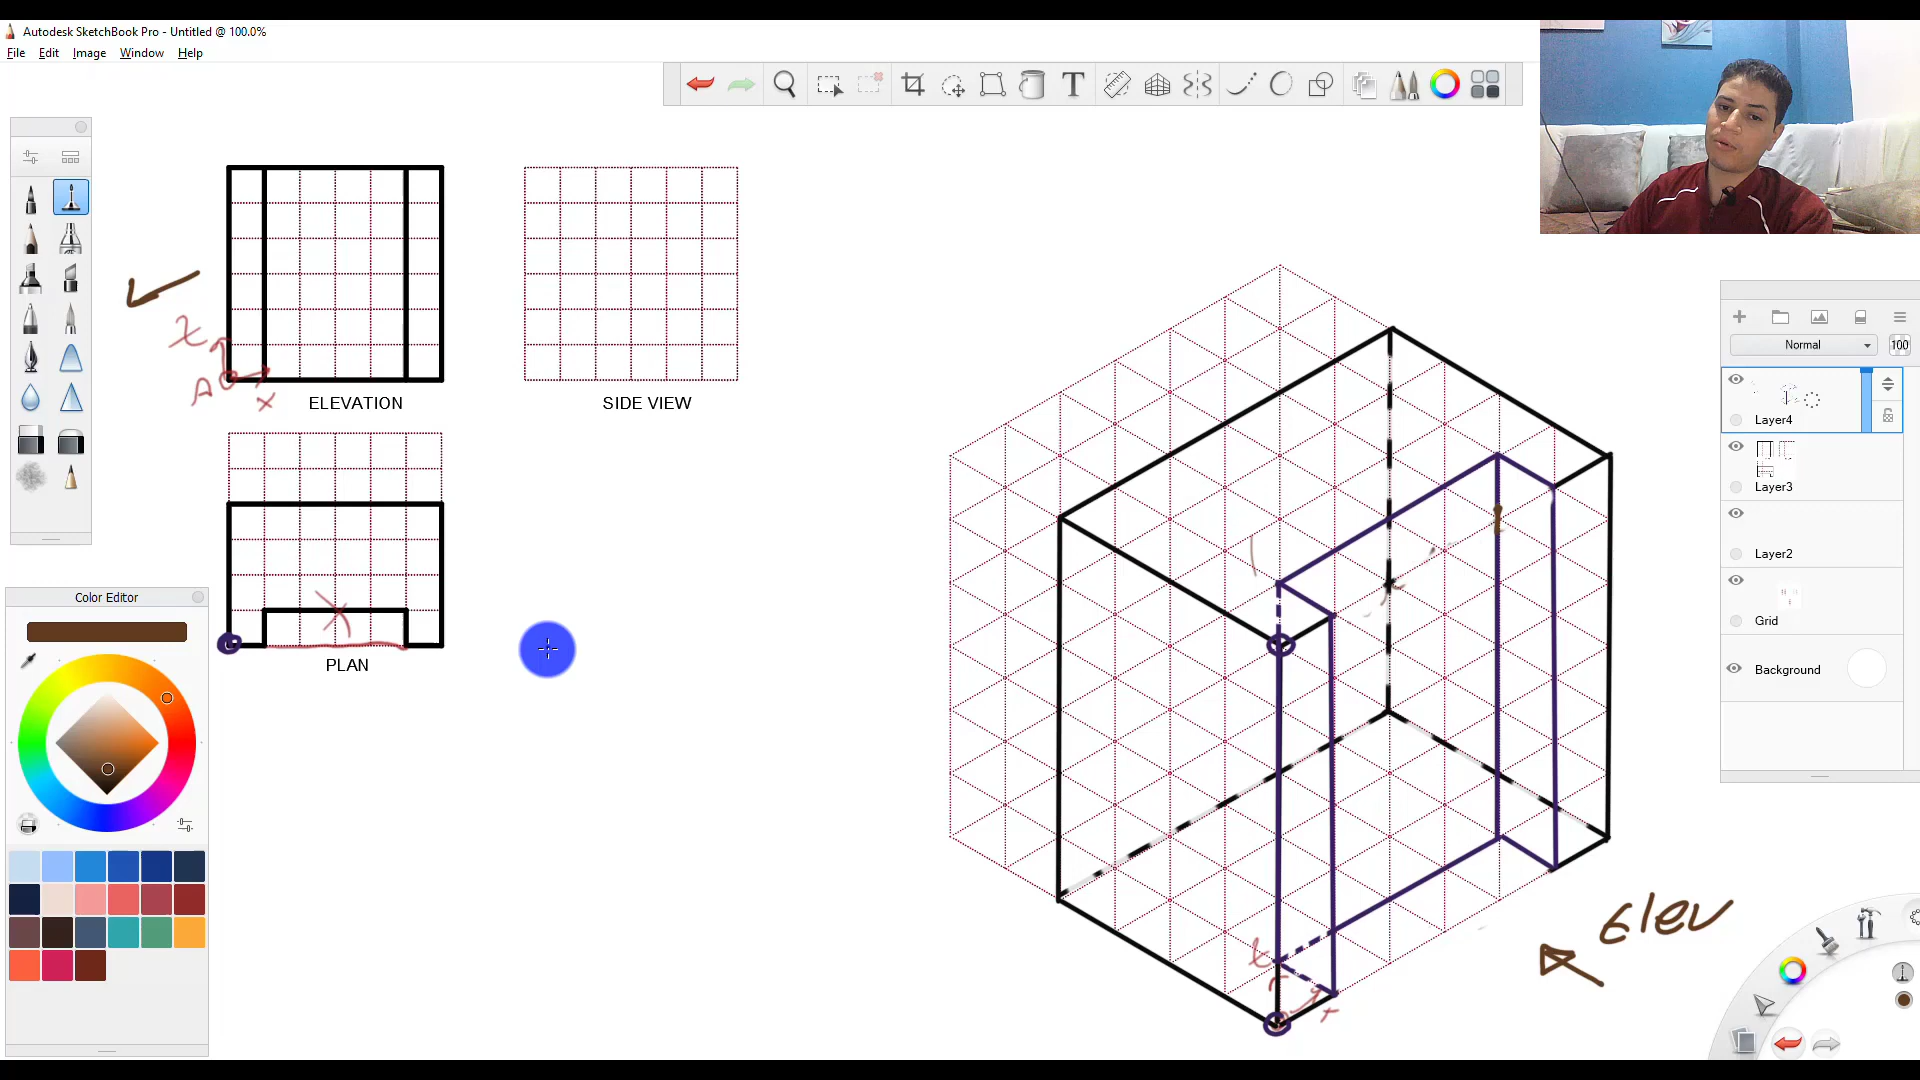 Autodesk SketchBook Pro - Untitled @ 100.0%
File Edit Image Window Help
T
Z
A
x
ELEVATION
SIDE VIEW
PLAN
Color Editor
Normal 100
Layer4
Layer3
Layer2
Grid
Background
Elev
x